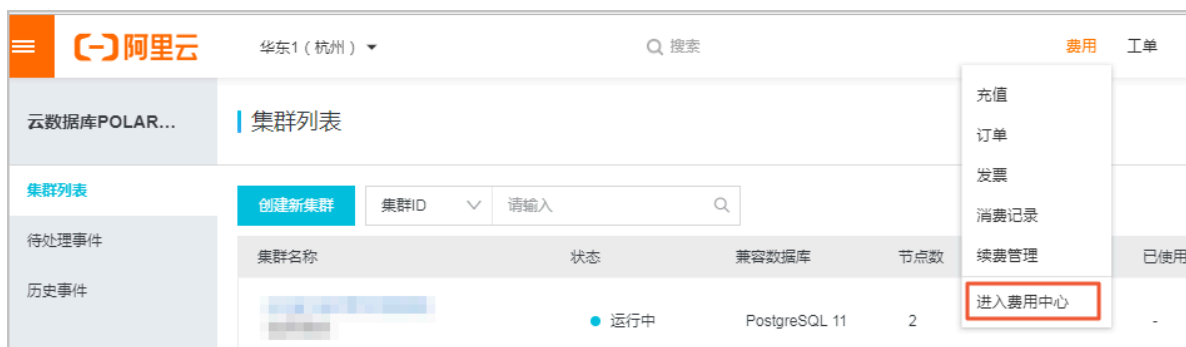 阿里云
华东1（杭州）
搜索
费用
工单
云数据库POLAR...
集群列表
充值
订单
发票
消费记录
续费管理
进入费用中心
集群列表
待处理事件
历史事件
创建新集群
集群ID
请输入
集群名称
状态
兼容数据库
节点数
已使用
运行中
PostgreSQL 11
2
-